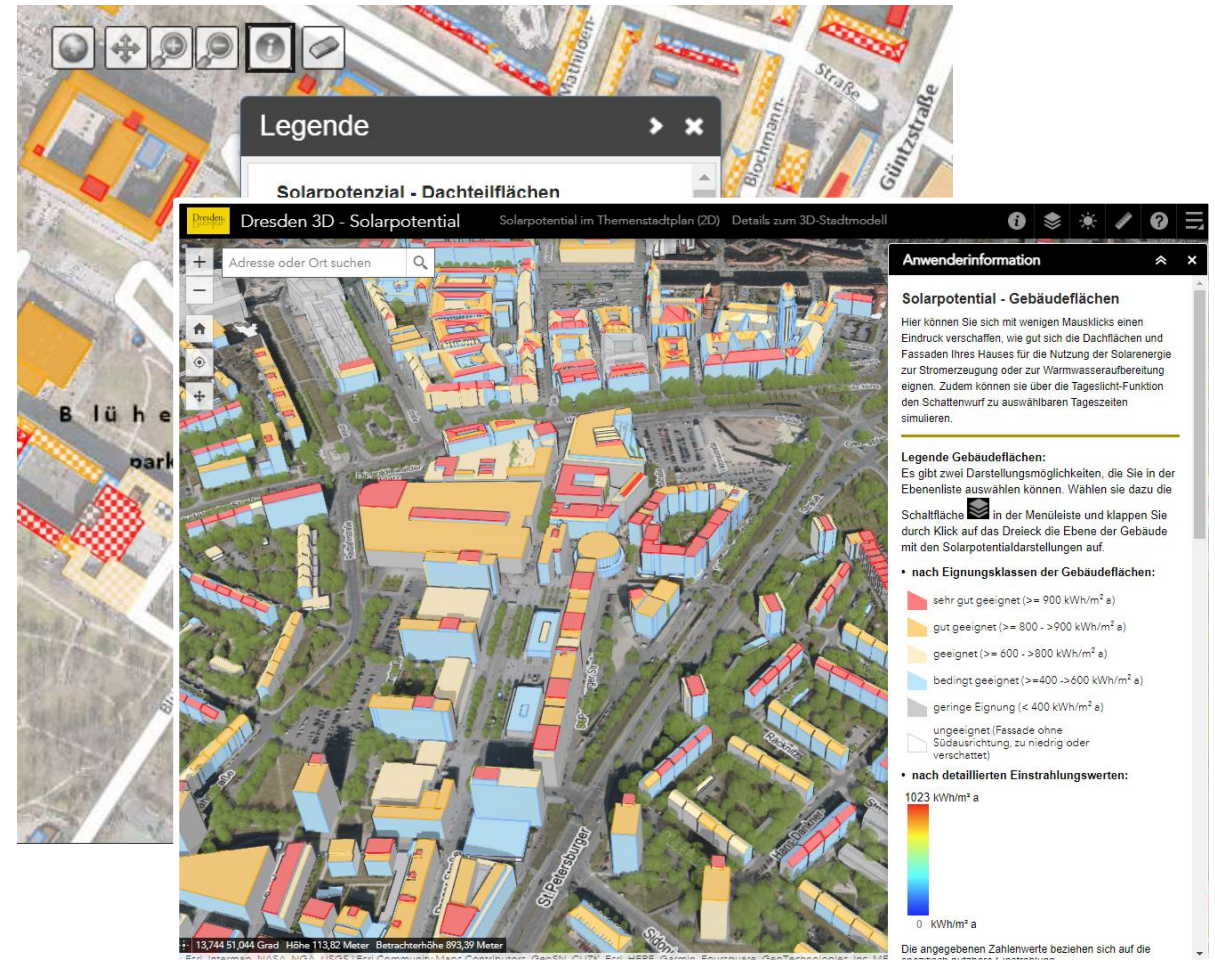 Mathilden-
Straße
Güntzstraße
Blochmann-
Legende
Solarpotenzial - Dachteilflächen
Blühe
park
Dresden.
Dresden 3D - Solarpotential
Solarpotential im Themenstadtplan (2D)
Details zum 3D-Stadtmodell
Adresse oder Ort suchen
Anwenderinformation
Solarpotential - Gebäudeflächen
Hier können Sie sich mit wenigen Mausklicks einen
Eindruck verschaffen, wie gut sich die Dachflächen und
Fassaden Ihres Hauses für die Nutzung der Solarenergie
zur Stromerzeugung oder zur Warmwasseraufbereitung
eignen. Zudem können sie über die Tageslicht-Funktion
den Schattenwurf zu auswählbaren Tageszeiten
simulieren.
Legende Gebäudeflächen:
Es gibt zwei Darstellungsmöglichkeiten, die Sie in der
Ebenenliste auswählen können. Wählen sie dazu die
Schaltfläche in der Menüleiste und klappen Sie
durch Klick auf das Dreieck die Ebene der Gebäude
mit den Solarpotentialdarstellungen auf.
• nach Eignungsklassen der Gebäudeflächen:
sehr gut geeignet (>= 900 kWh/m² a)
gut geeignet (>= 800 - >900 kWh/m² a)
geeignet (>= 600 - >800 kWh/m² a)
bedingt geeignet (>=400 ->600 kWh/m² a)
geringe Eignung (< 400 kWh/m² a)
ungeeignet (Fassade ohne
Südausrichtung, zu niedrig oder
verschattet)
• nach detaillierten Einstrahlungswerten:
1023 kWh/m² a
0 kWh/m² a
Die angegebenen Zahlenwerte beziehen sich auf die
St.Petersburger
Hans-Dankner-
Racknitz
Sidon
13,744 51,044 Grad Höhe 113,82 Meter Betrachterhöhe 893,39 Meter